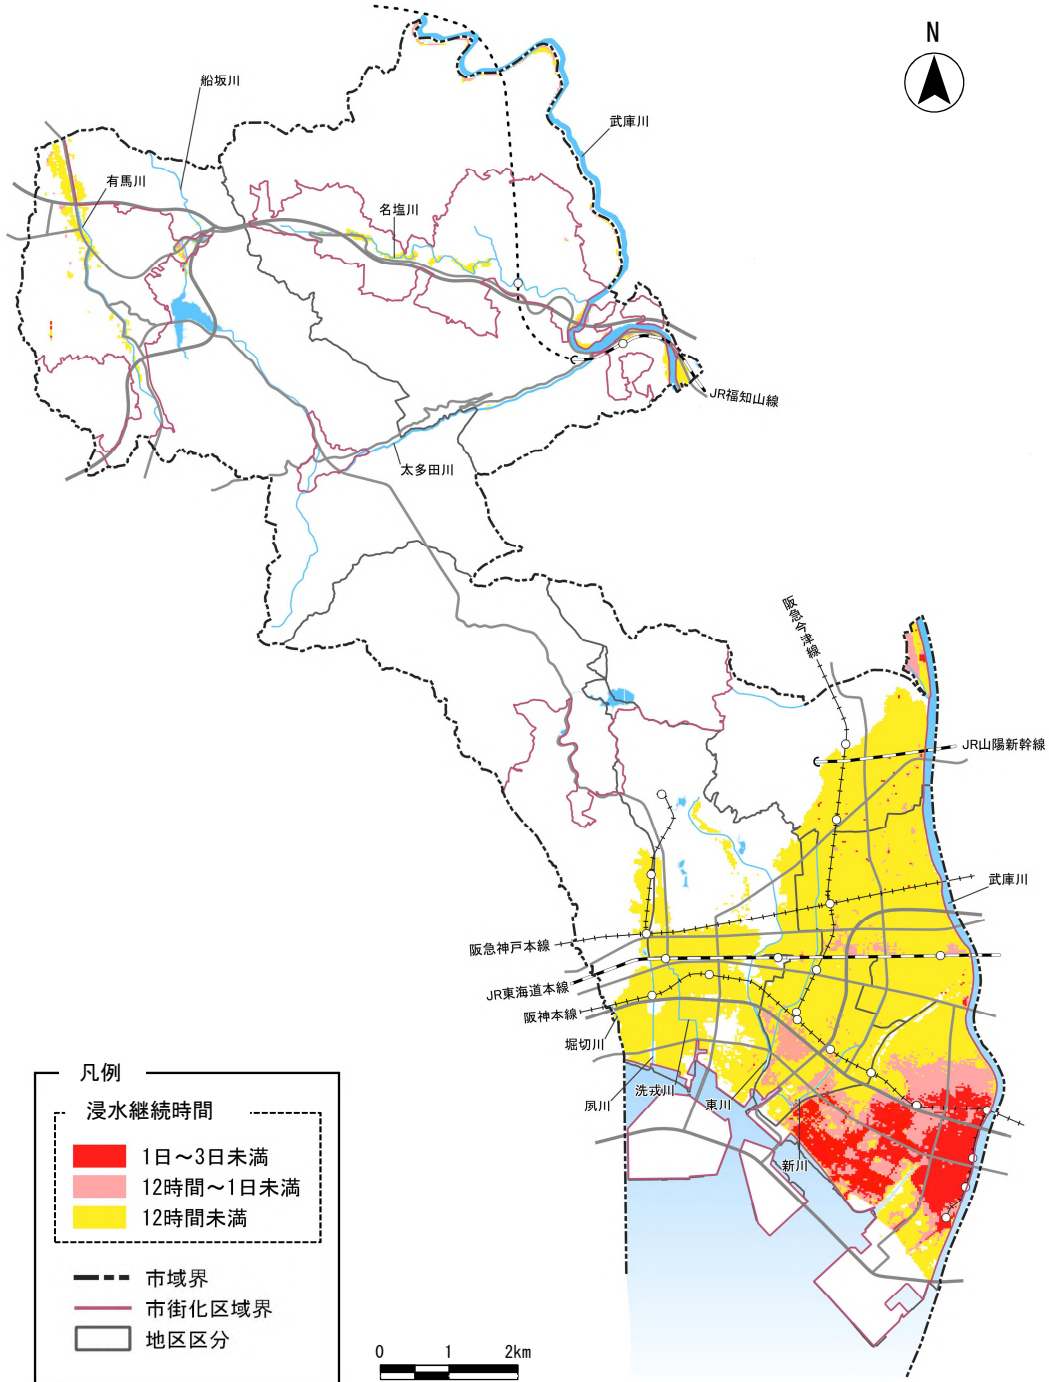 N
船坂川
武庫川
有馬川
名塩川
JR福知山線
太多田川
阪急今津線
JR山陽新幹線
武庫川
阪急神戸本線
JR東海道本線
阪神本線
堀切川
夙川
洗戎川
東川
新川
凡例
浸水継続時間
1日～3日未満
12時間～1日未満
12時間未満
市域界
市街化区域界
地区区分
0 1 2km